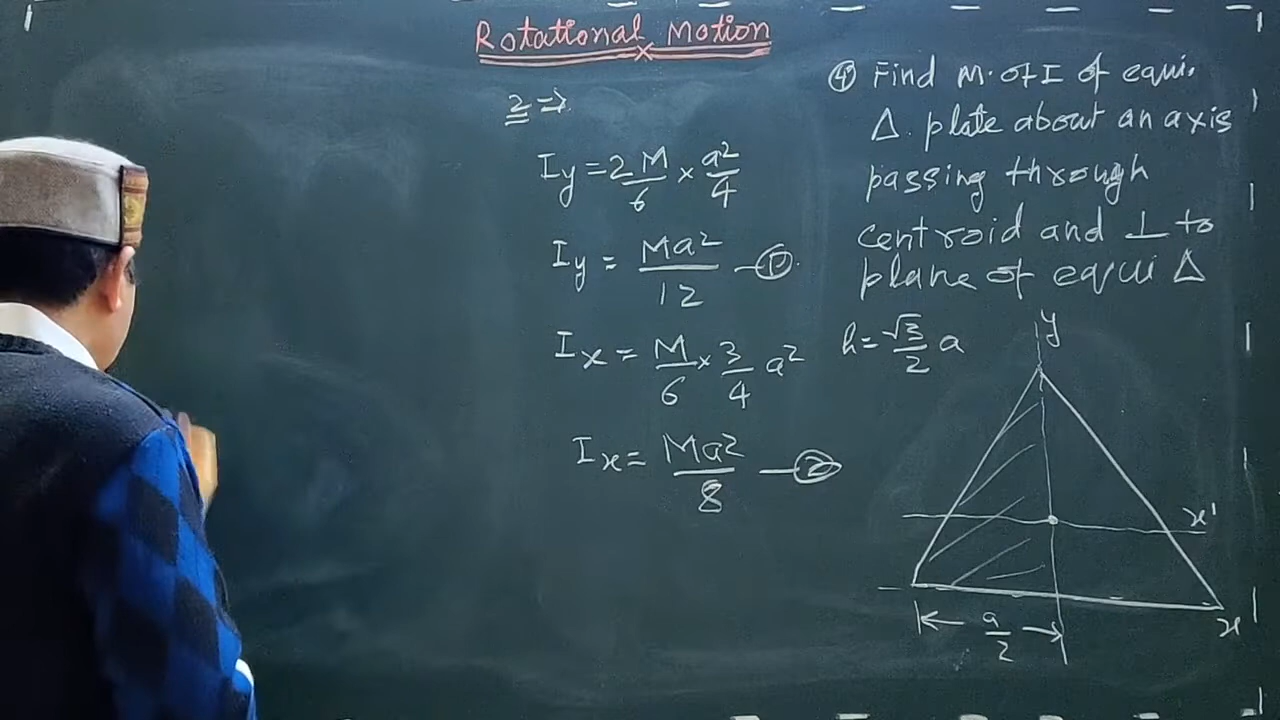 Rotational Motion
2 ⇒
Iy = 2 M/6 × a²/4
Iy = Ma²/12 — ①
Ix = M/6 × 3/4 a²
Ix = Ma²/8 — ②
④ Find M. of I of equi.
Δ. plate about an axis
passing through
centroid and ⊥ to
plane of equi Δ
h = √3/2 a
y
x'
x
a/2